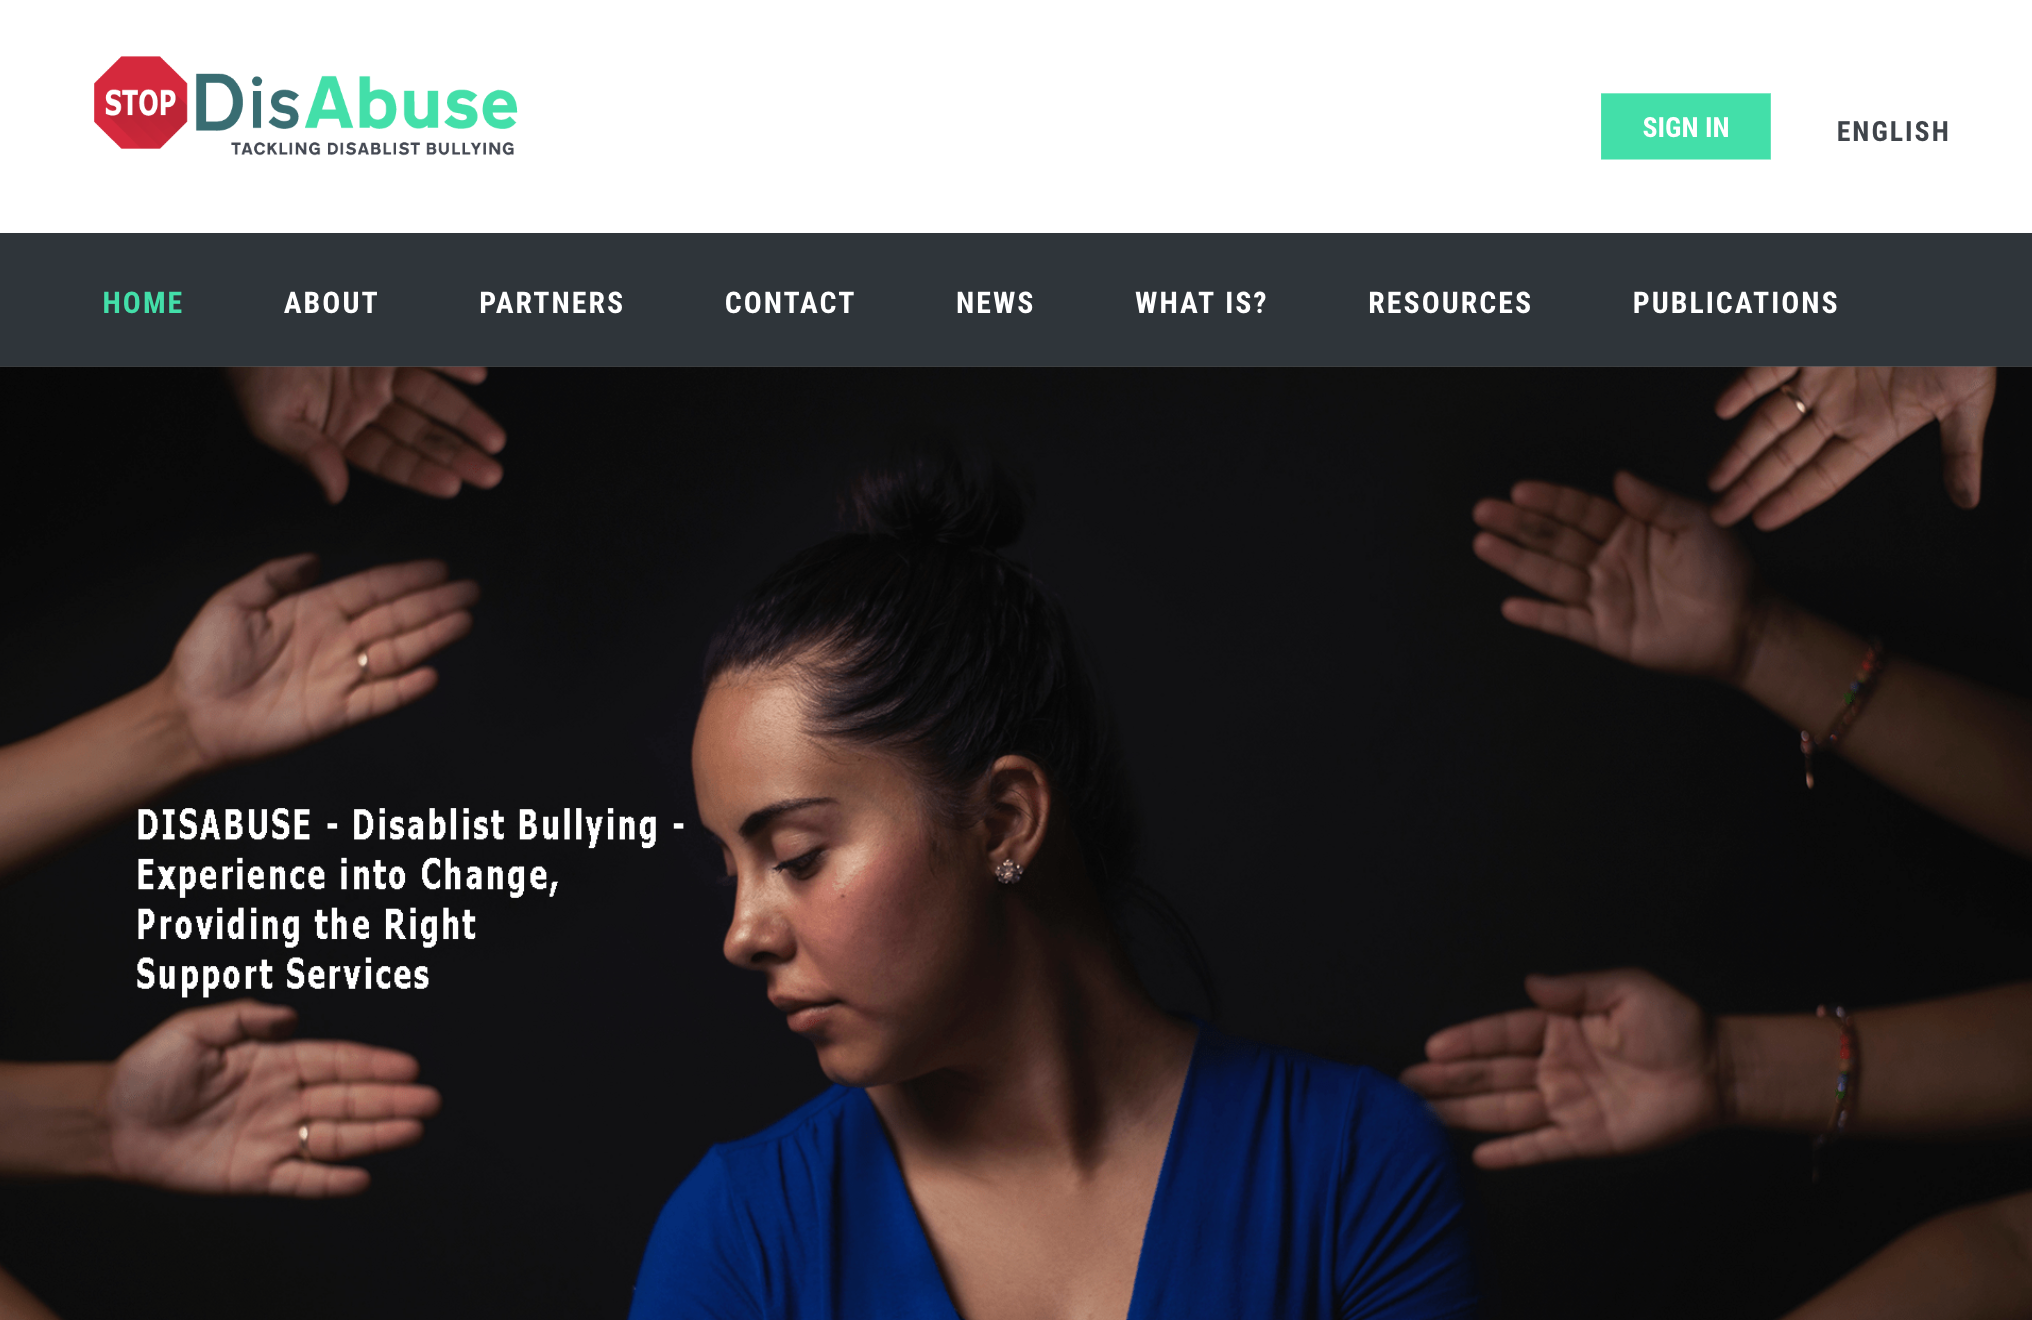 STOP DisAbuse
TACKLING DISABLIST BULLYING
SIGN IN
ENGLISH
HOME ABOUT PARTNERS CONTACT NEWS WHAT IS? RESOURCES PUBLICATIONS
DISABUSE - Disablist Bullying -
Experience into Change,
Providing the Right
Support Services